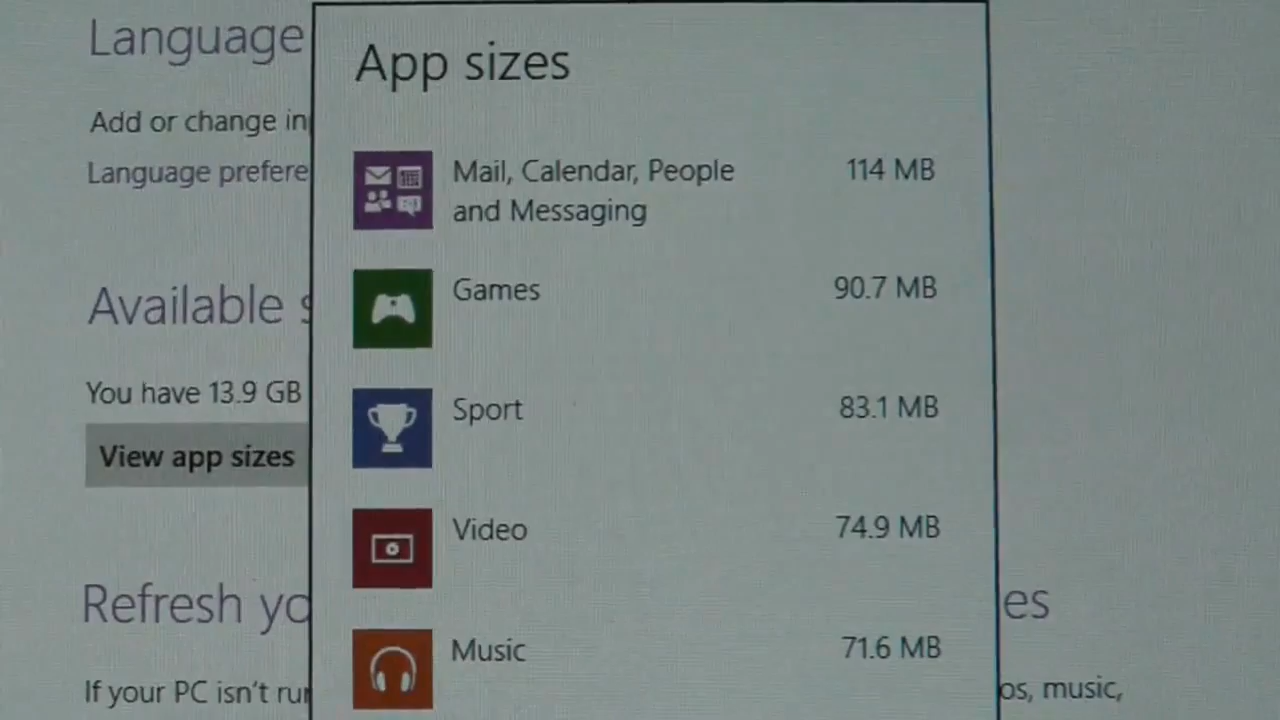 Language
Add or change in
Language prefere
Available s
You have 13.9 GB
View app sizes
Refresh yo
If your PC isn't rur
App sizes
Mail, Calendar, People
and Messaging
114 MB
Games
90.7 MB
Sport
83.1 MB
Video
74.9 MB
Music
71.6 MB
es
os, music,